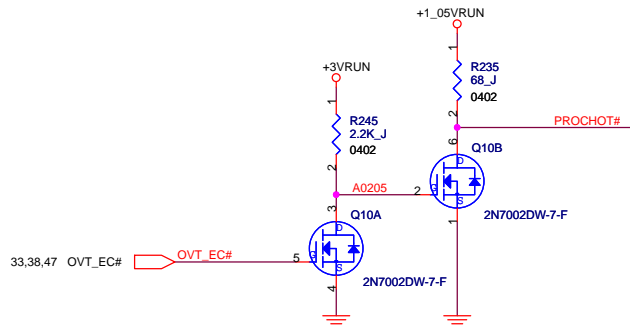 +1_05VRUN
1
R235
68_J
0402
2
PROCHOT#
+3VRUN
1
R245
2.2K_J
0402
2
6
Q10B
D
A0205
2
G
S
2N7002DW-7-F
1
3
Q10A
D
33,38,47 OVT_EC#
OVT_EC#
5
G
S
2N7002DW-7-F
4